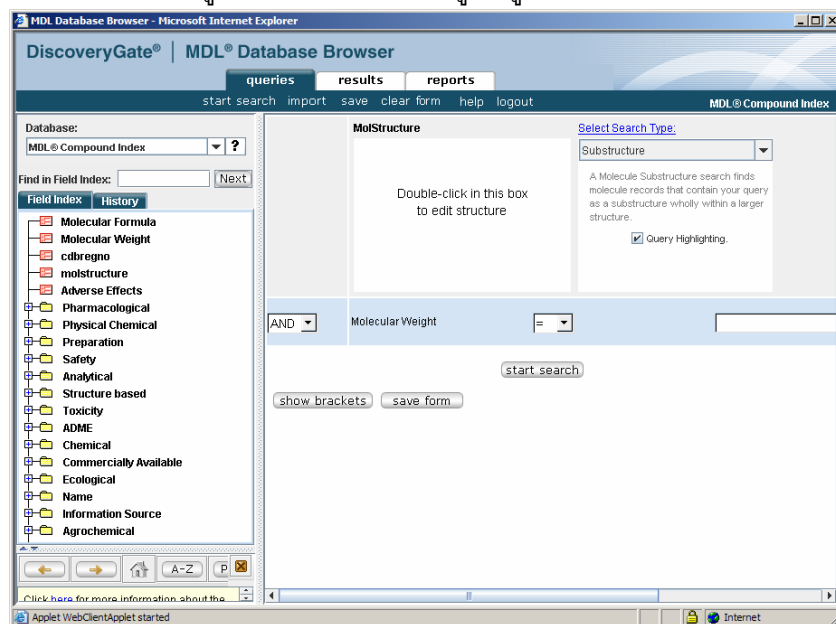 MDL Database Browser - Microsoft Internet Explorer
DiscoveryGate® | MDL® Database Browser
queries results reports
start search import save clear form help logout MDL® Compound Index
Database:
MDL® Compound Index ?
Find in Field Index: Next
Field Index History
Molecular Formula
Molecular Weight
cdbregno
molstructure
Adverse Effects
Pharmacological
Physical Chemical
Preparation
Safety
Analytical
Structure based
Toxicity
ADME
Chemical
Commercially Available
Ecological
Name
Information Source
Agrochemical
A-Z P
Click here for more information about the
MolStructure
Double-click in this box
to edit structure
Select Search Type:
Substructure
A Molecule Substructure search finds
molecule records that contain your query
as a substructure wholly within a larger
structure.
Query Highlighting.
AND Molecular Weight =
start search
show brackets save form
Applet WebClientApplet started Internet